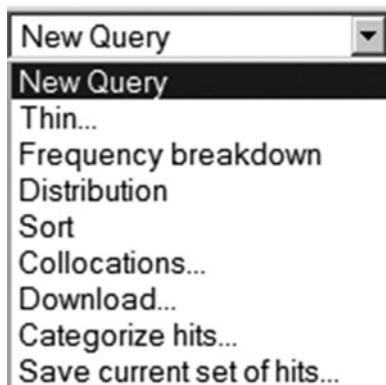 New Query
New Query
Thin...
Frequency breakdown
Distribution
Sort
Collocations...
Download...
Categorize hits...
Save current set of hits...